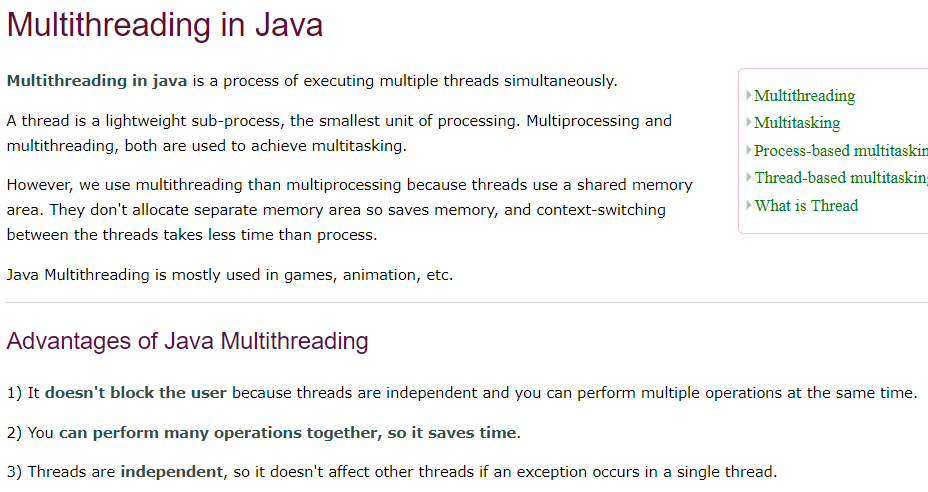 Multithreading in Java
Multithreading in java is a process of executing multiple threads simultaneously.
A thread is a lightweight sub-process, the smallest unit of processing. Multiprocessing and
multithreading, both are used to achieve multitasking.
However, we use multithreading than multiprocessing because threads use a shared memory
area. They don't allocate separate memory area so saves memory, and context-switching
between the threads takes less time than process.
Java Multithreading is mostly used in games, animation, etc.
Multithreading
Multitasking
Process-based multitaskin
Thread-based multitasking
What is Thread
Advantages of Java Multithreading
1) It doesn't block the user because threads are independent and you can perform multiple operations at the same time.
2) You can perform many operations together, so it saves time.
3) Threads are independent, so it doesn't affect other threads if an exception occurs in a single thread.